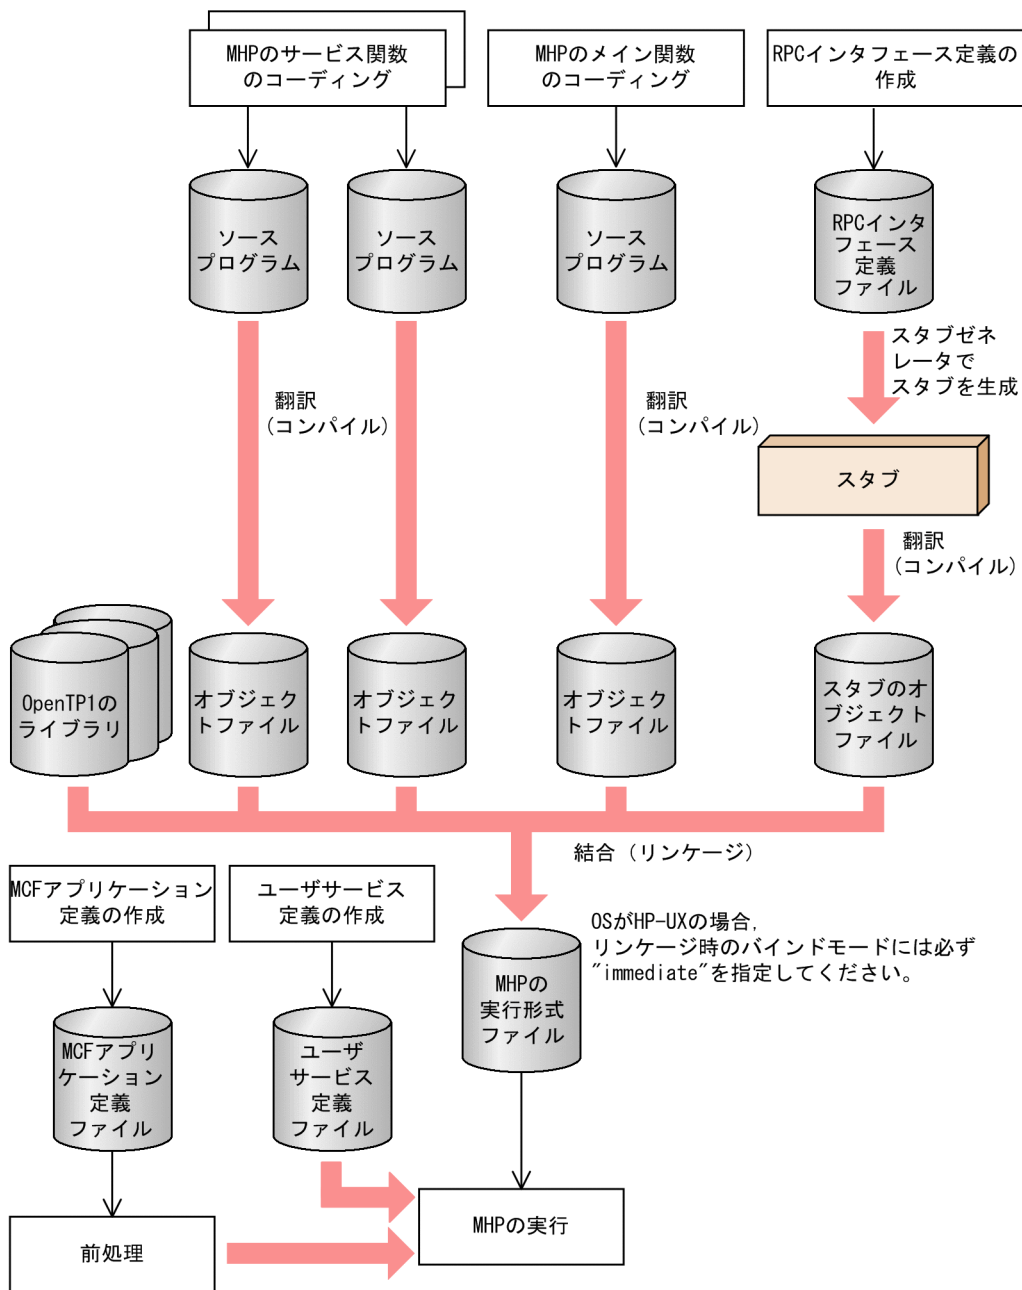 MHPのサービス関数
のコーディング
MHPのメイン関数
のコーディング
RPCインタフェース定義の
作成
ソース
プログラム
ソース
プログラム
ソース
プログラム
RPCインタ
フェース
定義
ファイル
スタブゼネ
レータで
スタブを生成
翻訳
(コンパイル)
翻訳
(コンパイル)
スタブ
翻訳
(コンパイル)
OpenTP1の
ライブラリ
オブジェク
トファイル
オブジェク
トファイル
オブジェク
トファイル
スタブのオ
ブジェクト
ファイル
結合（リンケージ）
MCFアプリケーション
定義の作成
ユーザサービス
定義の作成
OSがHP-UXの場合,
リンケージ時のバインドモードには必ず
"immediate"を指定してください。
MHPの
実行形式
ファイル
MCFアプリ
ケーション
定義
ファイル
ユーザ
サービス
定義
ファイル
MHPの実行
前処理